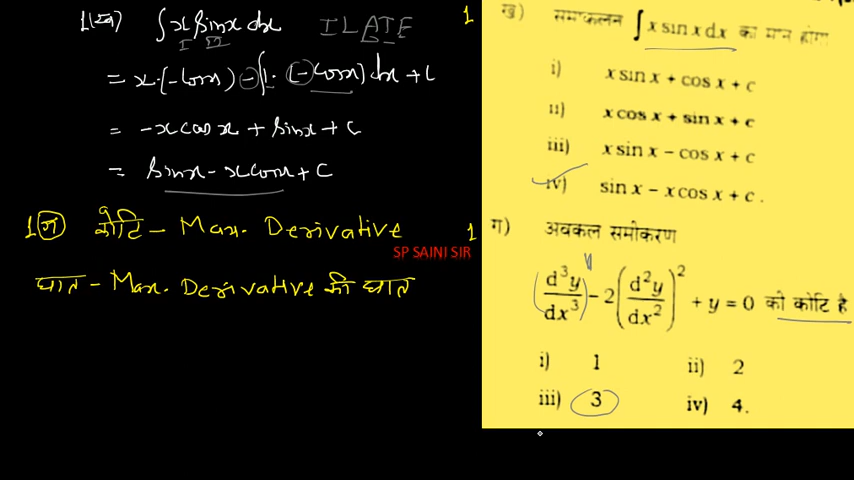 1(ख) ∫x sinx dx ILATE
I II
= x·(-cosx) - ∫1·(-cosx) dx + C
= -x cosx + sinx + C
= sinx - x cosx + C
1(ग) कोटि - Max. Derivative
घात - Max. Derivative की घात
SP SAINI SIR
1
ख) समाकलन ∫ x sin x dx का मान होगा
i) x sin x + cos x + c
ii) x cos x + sin x + c
iii) x sin x − cos x + c
iv) sin x − x cos x + c .
1
ग) अवकल समीकरण
(d³y/dx³) − 2(d²y/dx²)² + y = 0 की कोटि है
i) 1 ii) 2
iii) 3 iv) 4.